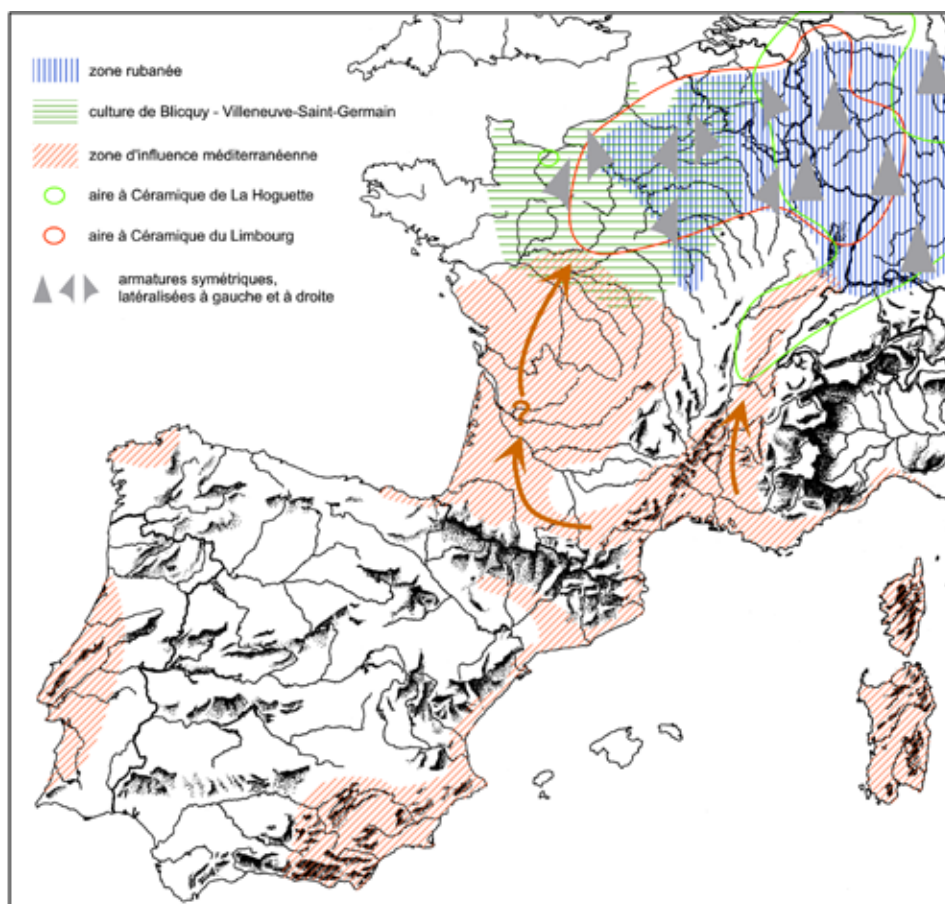 zone rubanée
culture de Blicquy - Villeneuve-Saint-Germain
zone d'influence méditerranéenne
aire à Céramique de La Hoguette
aire à Céramique du Limbourg
armatures symétriques,
latéralisées à gauche et à droite
?